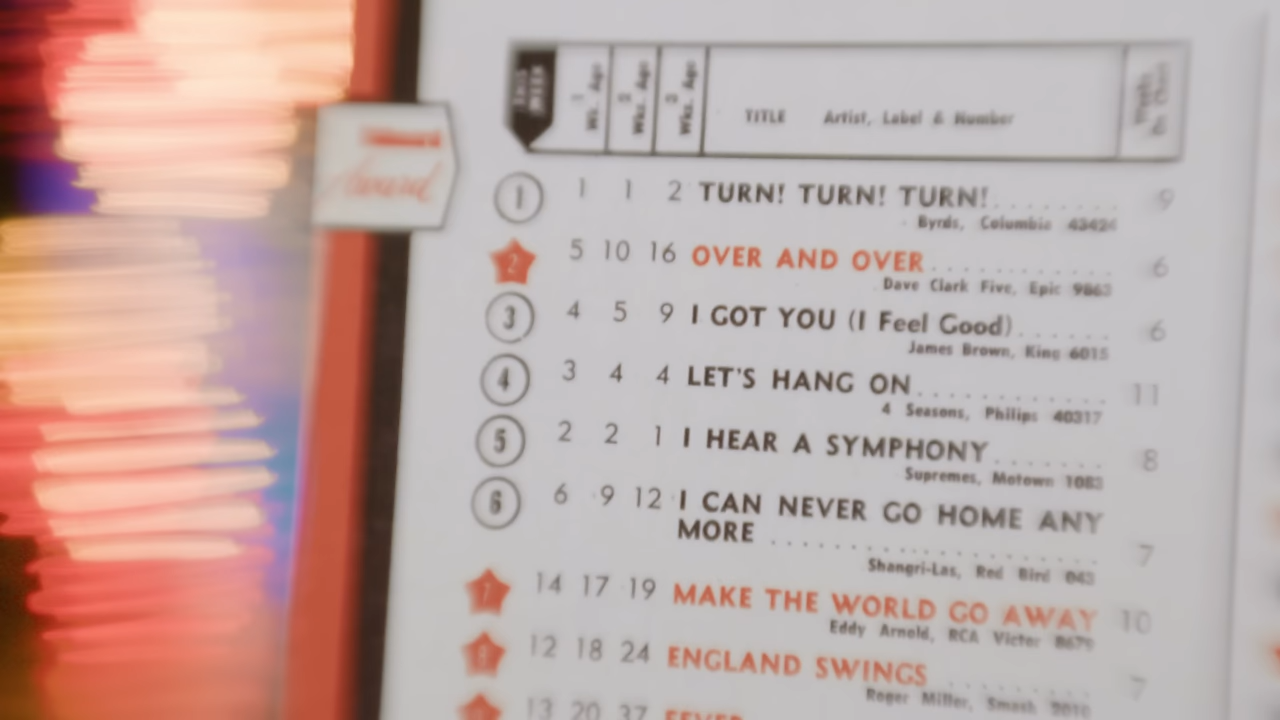 THIS WEEK
1 Wk. Ago
2 Wks. Ago
3 Wks. Ago
TITLE Artist, Label & Number
Award
1 1 1 2 TURN! TURN! TURN! 9
Byrds, Columbia 43424
2 5 10 16 OVER AND OVER 6
Dave Clark Five, Epic 9863
3 4 5 9 I GOT YOU (I Feel Good) 6
James Brown, King 6015
4 3 4 4 LET'S HANG ON 11
4 Seasons, Philips 40317
5 2 2 1 I HEAR A SYMPHONY 8
Supremes, Motown 1083
6 6 9 12 I CAN NEVER GO HOME ANY
MORE 7
Shangri-Las, Red Bird 043
7 14 17 19 MAKE THE WORLD GO AWAY 10
Eddy Arnold, RCA Victor 8679
8 12 18 24 ENGLAND SWINGS 7
Roger Miller, Smash 2010
13 20 37 FEVER